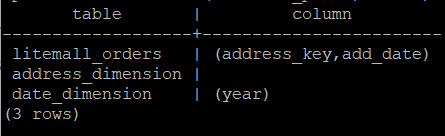 table | column
-------------------+------------------------
litemall_orders | (address_key,add_date)
address_dimension |
date_dimension | (year)
(3 rows)